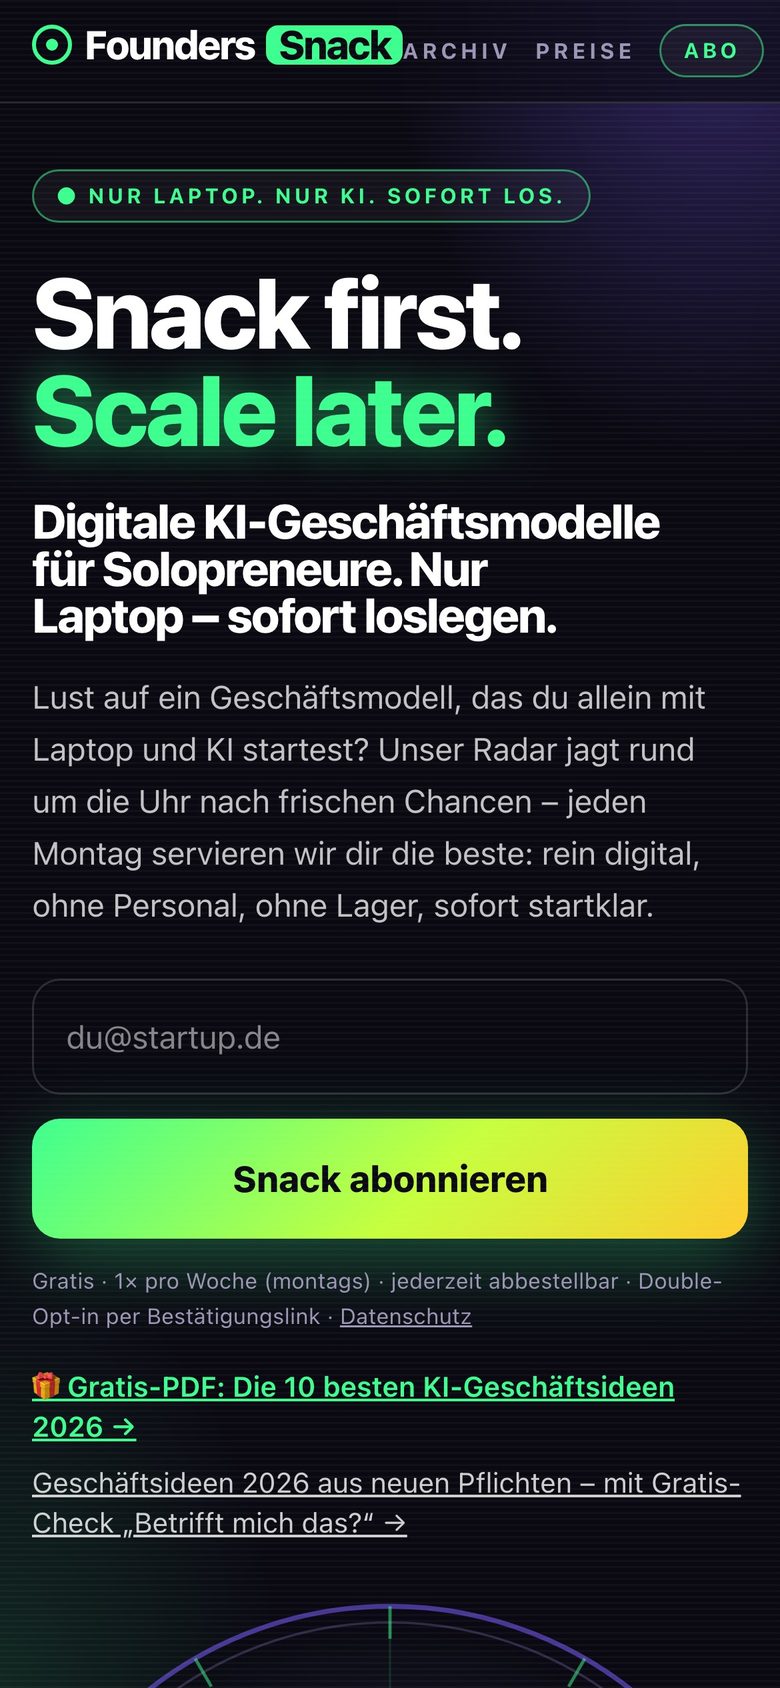 Founders Snack ARCHIV PREISE ABO
NUR LAPTOP. NUR KI. SOFORT LOS.
Snack first.
Scale later.
Digitale KI-Geschäftsmodelle
für Solopreneure. Nur
Laptop – sofort loslegen.
Lust auf ein Geschäftsmodell, das du allein mit
Laptop und KI startest? Unser Radar jagt rund
um die Uhr nach frischen Chancen – jeden
Montag servieren wir dir die beste: rein digital,
ohne Personal, ohne Lager, sofort startklar.
du@startup.de
Snack abonnieren
Gratis · 1× pro Woche (montags) · jederzeit abbestellbar · Double-
Opt-in per Bestätigungslink · Datenschutz
🎁 Gratis-PDF: Die 10 besten KI-Geschäftsideen
2026 →
Geschäftsideen 2026 aus neuen Pflichten – mit Gratis-
Check „Betrifft mich das?“ →